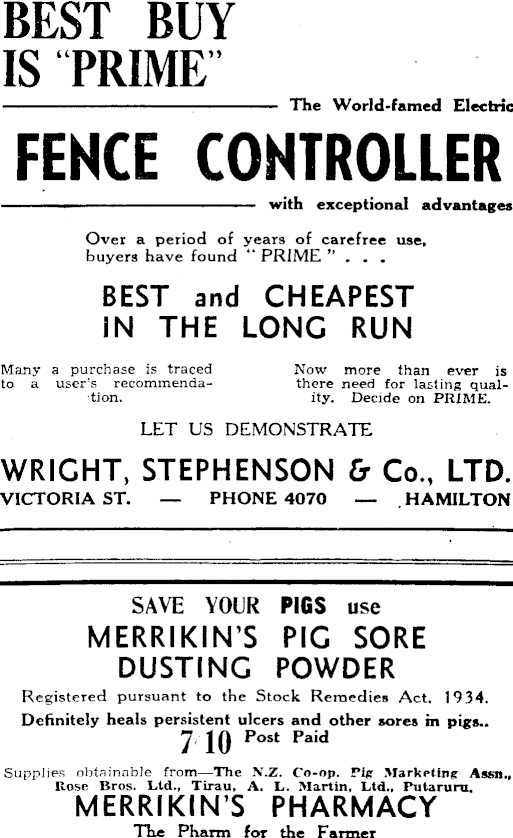 BEST BUY
IS "PRIME"
The World-famed Electric
FENCE CONTROLLER
with exceptional advantages
Over a period of years of carefree use,
buyers have found "PRIME" . . .
BEST and CHEAPEST
IN THE LONG RUN
Many a purchase is traced
to a user's recommenda-
tion.
Now more than ever is
there need for lasting qual-
ity. Decide on PRIME.
LET US DEMONSTRATE
WRIGHT, STEPHENSON & Co., LTD.
VICTORIA ST. — PHONE 4070 — HAMILTON
SAVE YOUR PIGS use
MERRIKIN'S PIG SORE
DUSTING POWDER
Registered pursuant to the Stock Remedies Act, 1934.
Definitely heals persistent ulcers and other sores in pigs..
7/10 Post Paid
Supplies obtainable from—The N.Z. Co-op. Pig Marketing Assn.,
Rose Bros. Ltd., Tirau, A. L. Martin, Ltd., Putaruru.
MERRIKIN'S PHARMACY
The Pharm for the Farmer